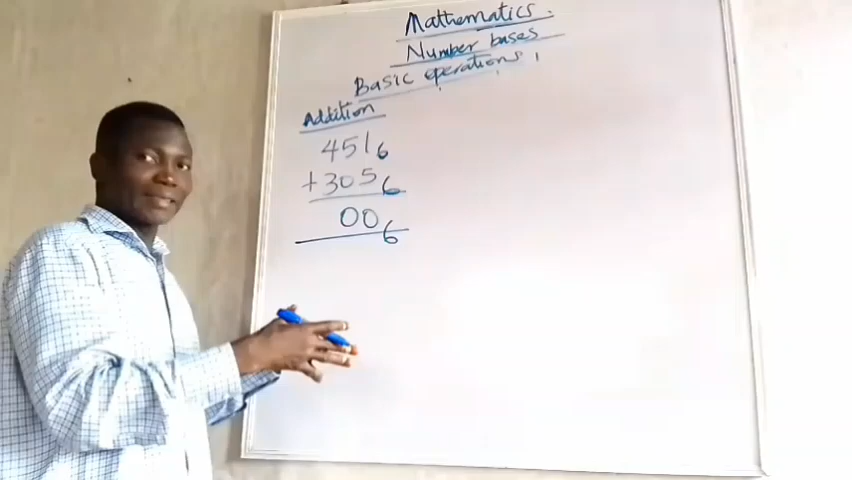 Mathematics.
Number bases
Basic operations,
Addition
451₆
+305₆
00₆